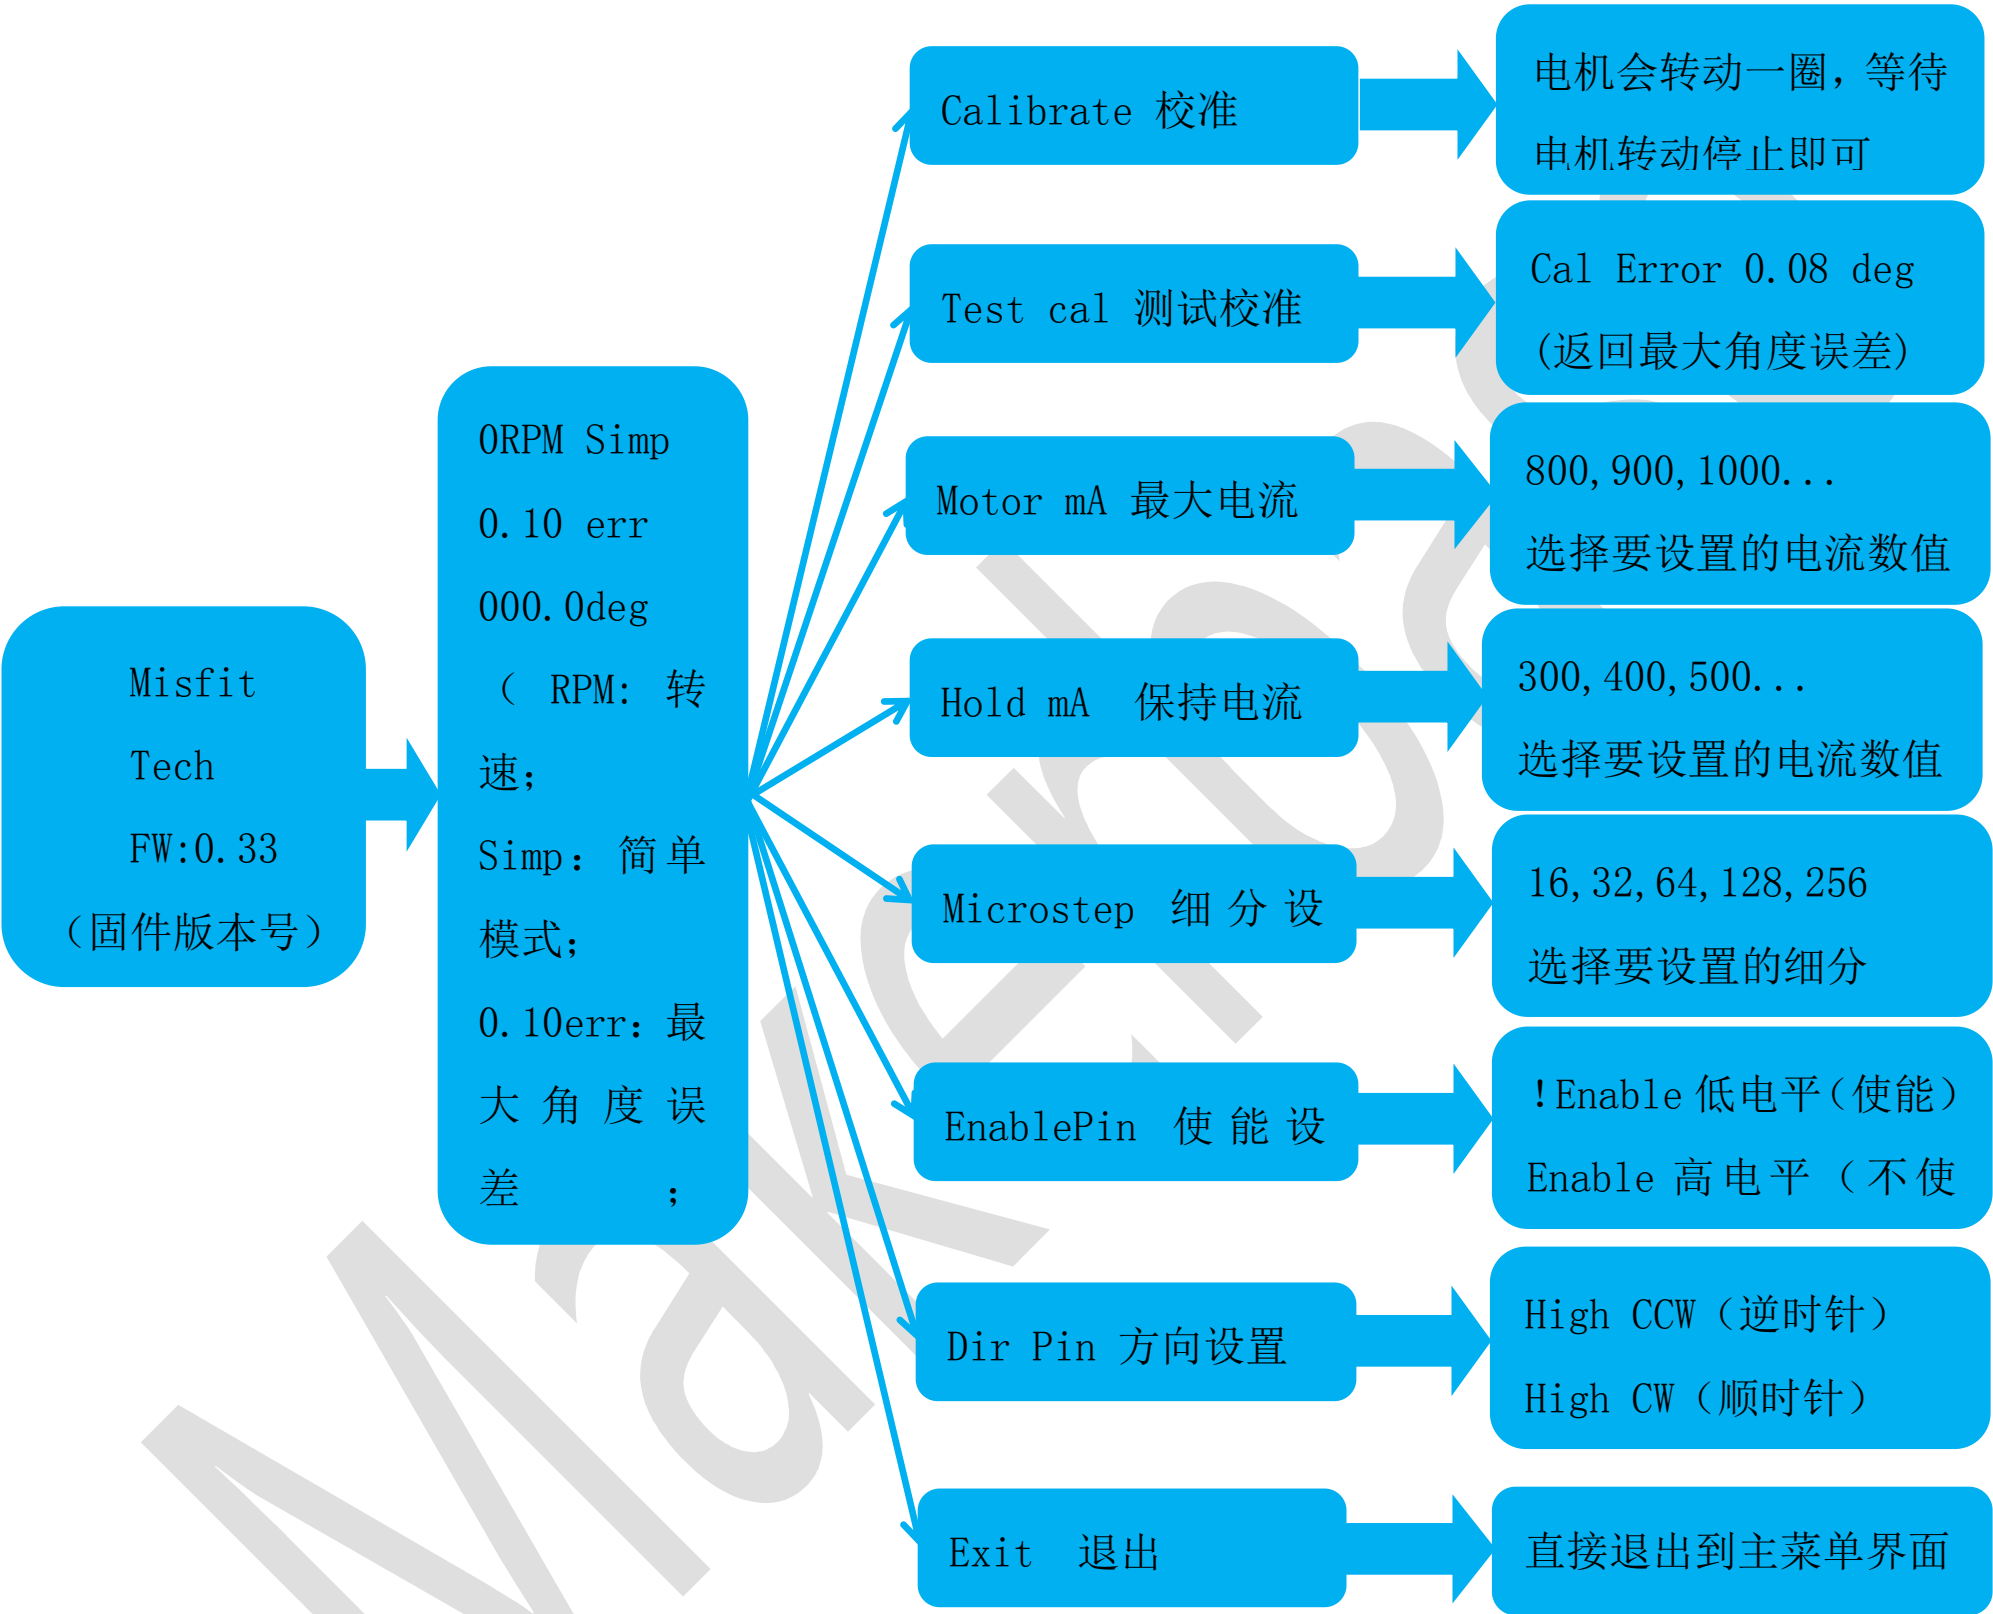 Misfit
Tech
FW:0.33
（固件版本号）
0RPM Simp
0.10 err
000.0deg
（ RPM: 转
速;
Simp：简单
模式;
0.10err：最
大角度误
差 ；
Calibrate 校准
电机会转动一圈，等待
电机转动停止即可
Test cal 测试校准
Cal Error 0.08 deg
(返回最大角度误差)
Motor mA 最大电流
800,900,1000...
选择要设置的电流数值
Hold mA 保持电流
300,400,500...
选择要设置的电流数值
Microstep 细分设
16,32,64,128,256
选择要设置的细分
EnablePin 使能设
!Enable 低电平（使能）
Enable 高电平（不使
Dir Pin 方向设置
High CCW（逆时针）
High CW（顺时针）
Exit 退出
直接退出到主菜单界面